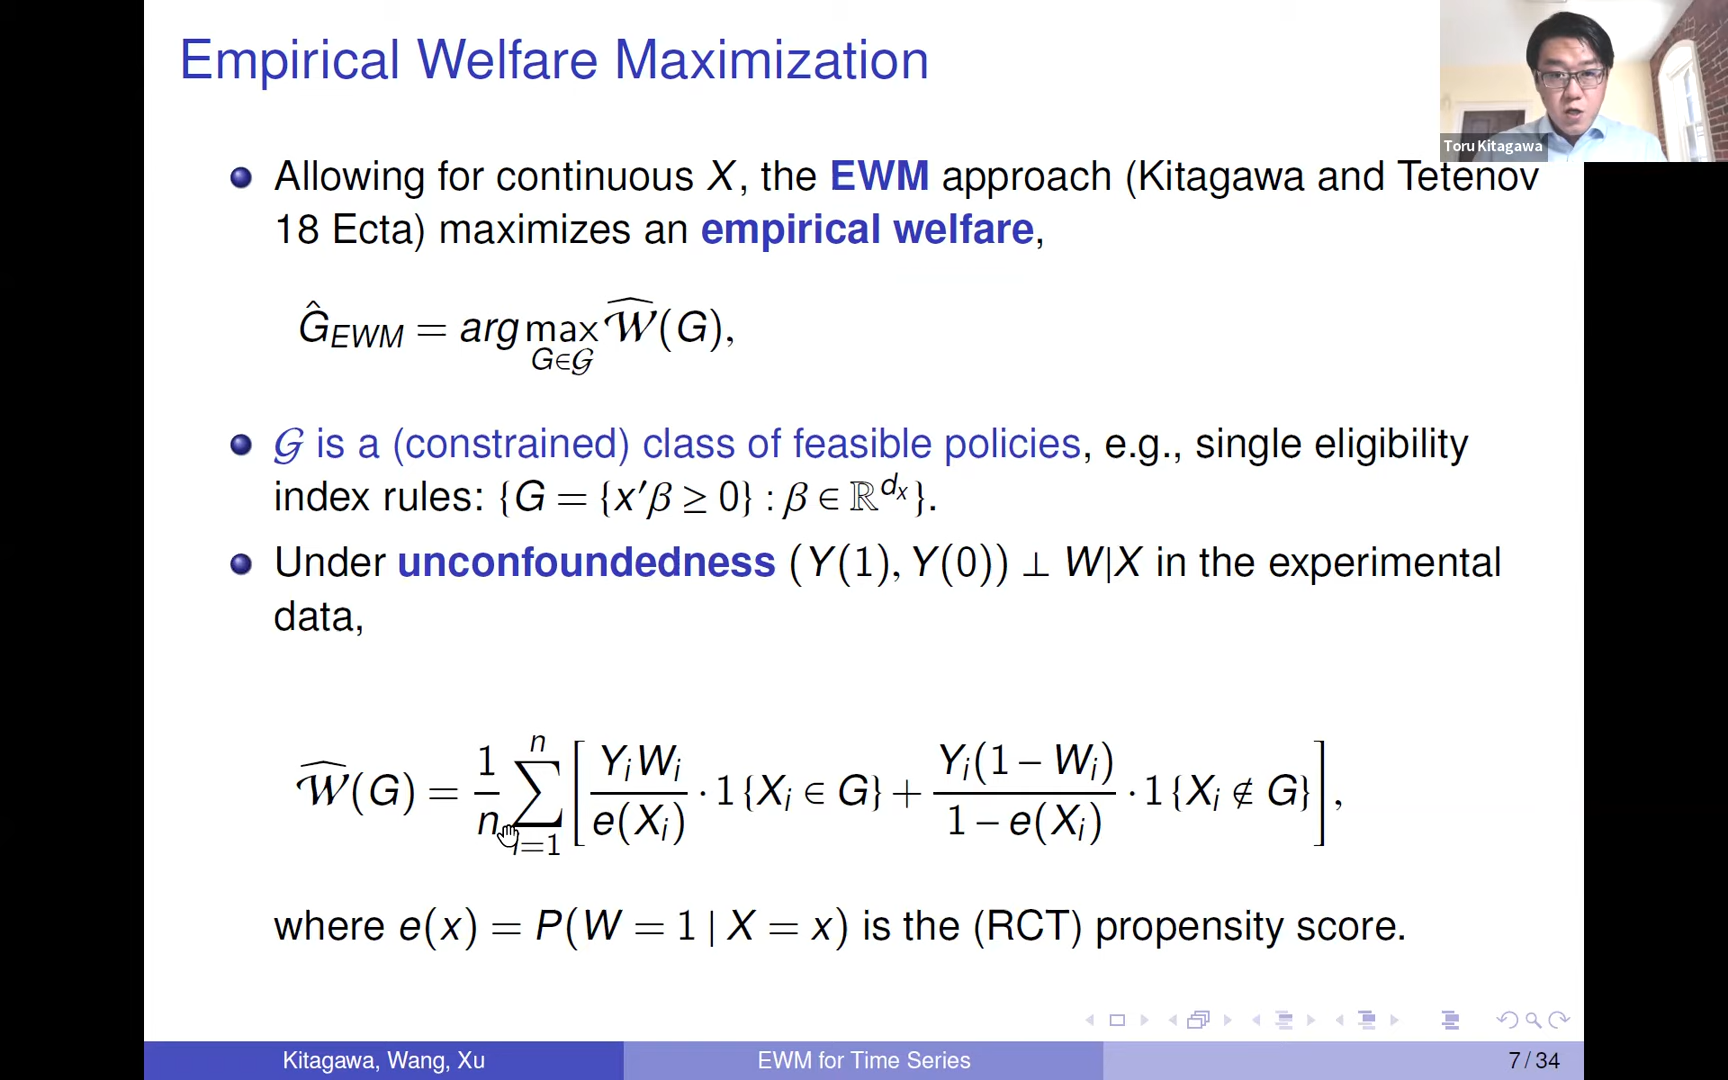 Empirical Welfare Maximization
Toru Kitagawa
Allowing for continuous X, the EWM approach (Kitagawa and Tetenov
18 Ecta) maximizes an empirical welfare,
Ĝ_EWM = arg max_{G∈𝒢} 𝒲̂(G),
𝒢 is a (constrained) class of feasible policies, e.g., single eligibility
index rules: {G = {x′β ≥ 0} : β ∈ ℝ^{d_x}}.
Under unconfoundedness (Y(1), Y(0)) ⊥ W|X in the experimental
data,
𝒲̂(G) = 1/n ∑_{i=1}^{n} [ Y_i W_i / e(X_i) · 1{X_i ∈ G} + Y_i(1 − W_i) / 1 − e(X_i) · 1{X_i ∉ G} ],
where e(x) = P(W = 1 | X = x) is the (RCT) propensity score.
Kitagawa, Wang, Xu
EWM for Time Series
7 / 34